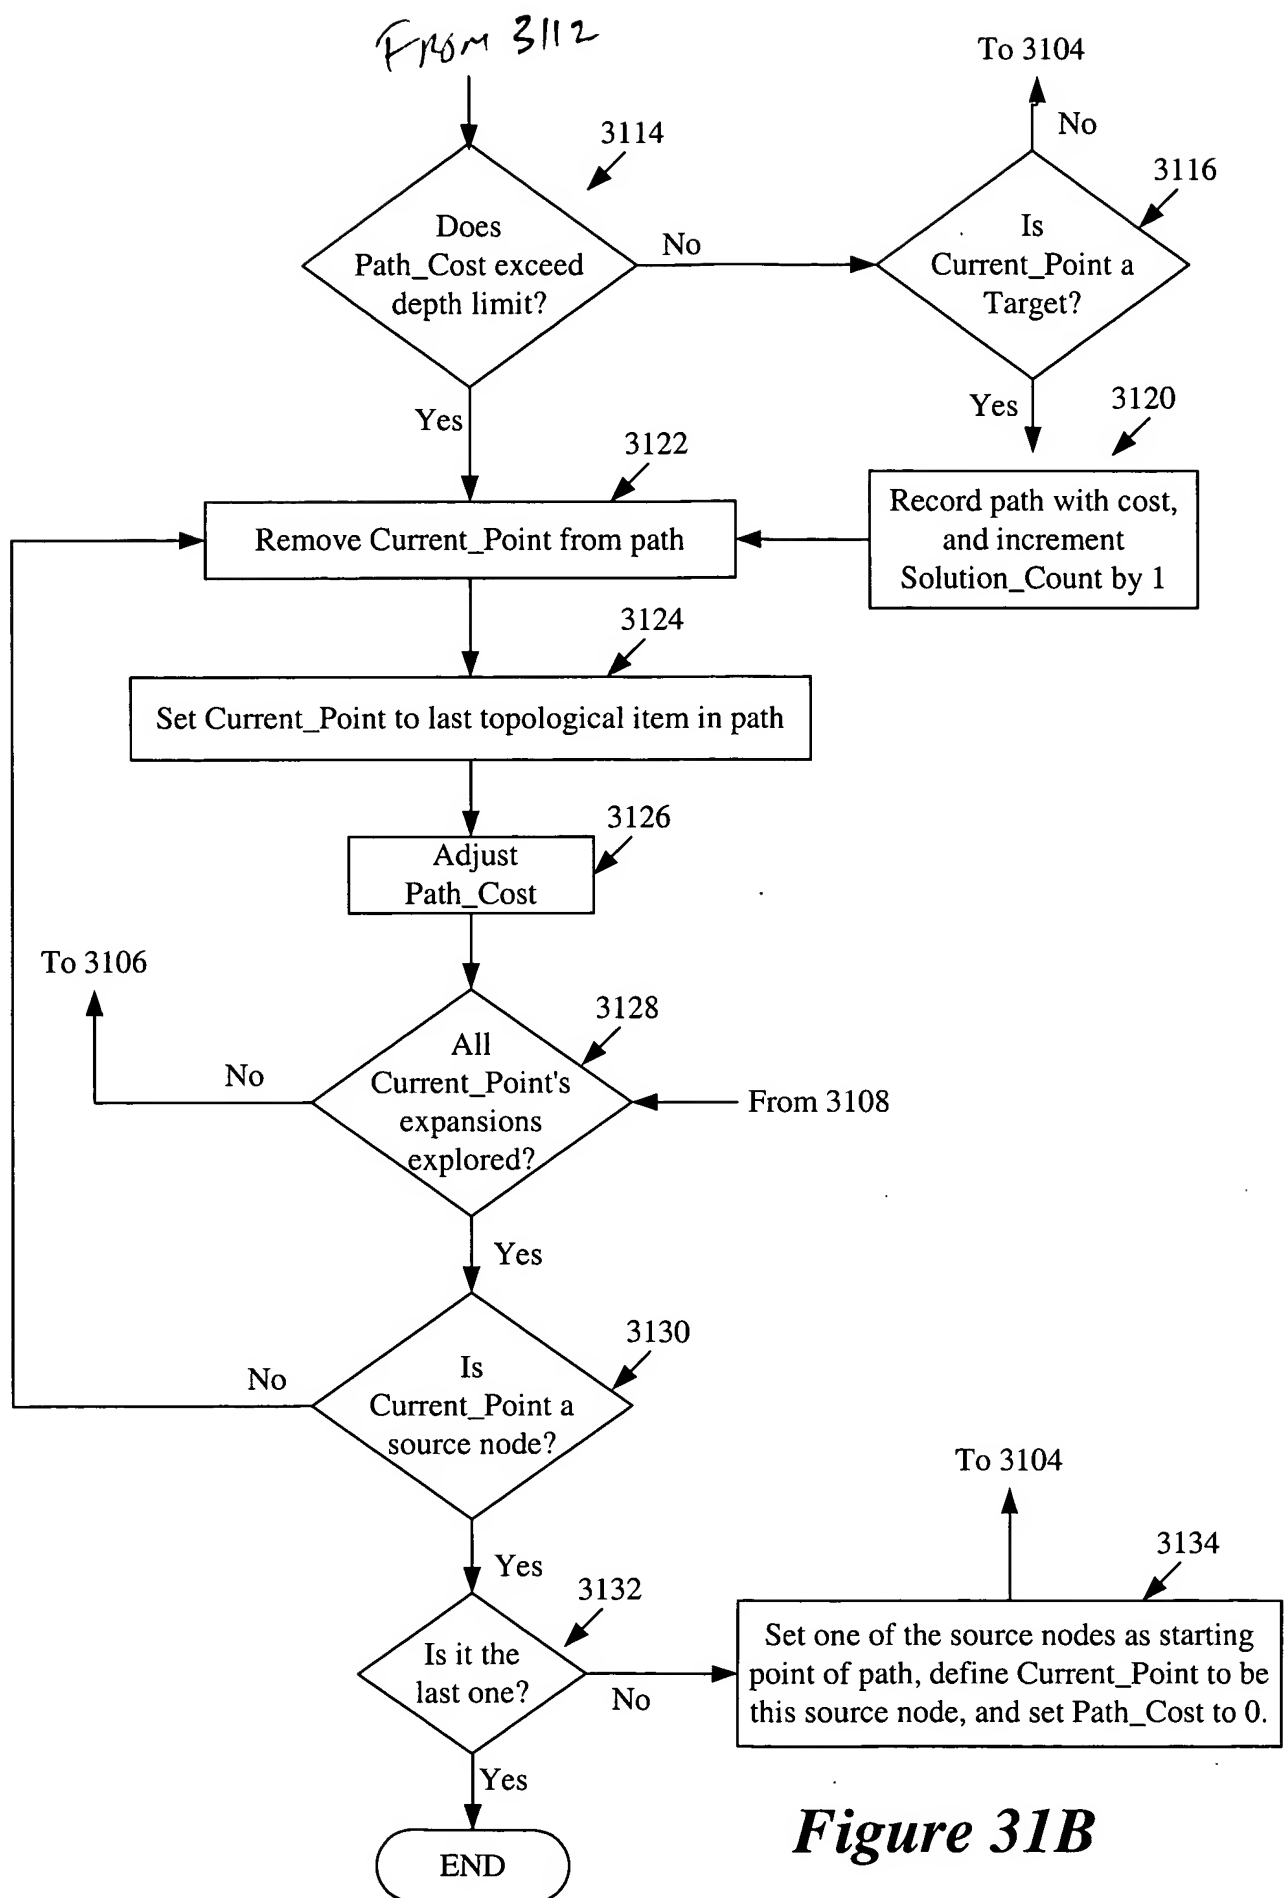 From 3112
To 3104
No
3114
3116
Does
Path_Cost exceed
depth limit?
No
Is
Current_Point a
Target?
Yes
Yes
3120
3122
Remove Current_Point from path
Record path with cost,
and increment
Solution_Count by 1
3124
Set Current_Point to last topological item in path
3126
Adjust
Path_Cost
To 3106
3128
All
Current_Point's
expansions
explored?
No
From 3108
Yes
3130
Is
Current_Point a
source node?
No
To 3104
Yes
3134
3132
Is it the
last one?
No
Set one of the source nodes as starting
point of path, define Current_Point to be
this source node, and set Path_Cost to 0.
Yes
END
Figure 31B